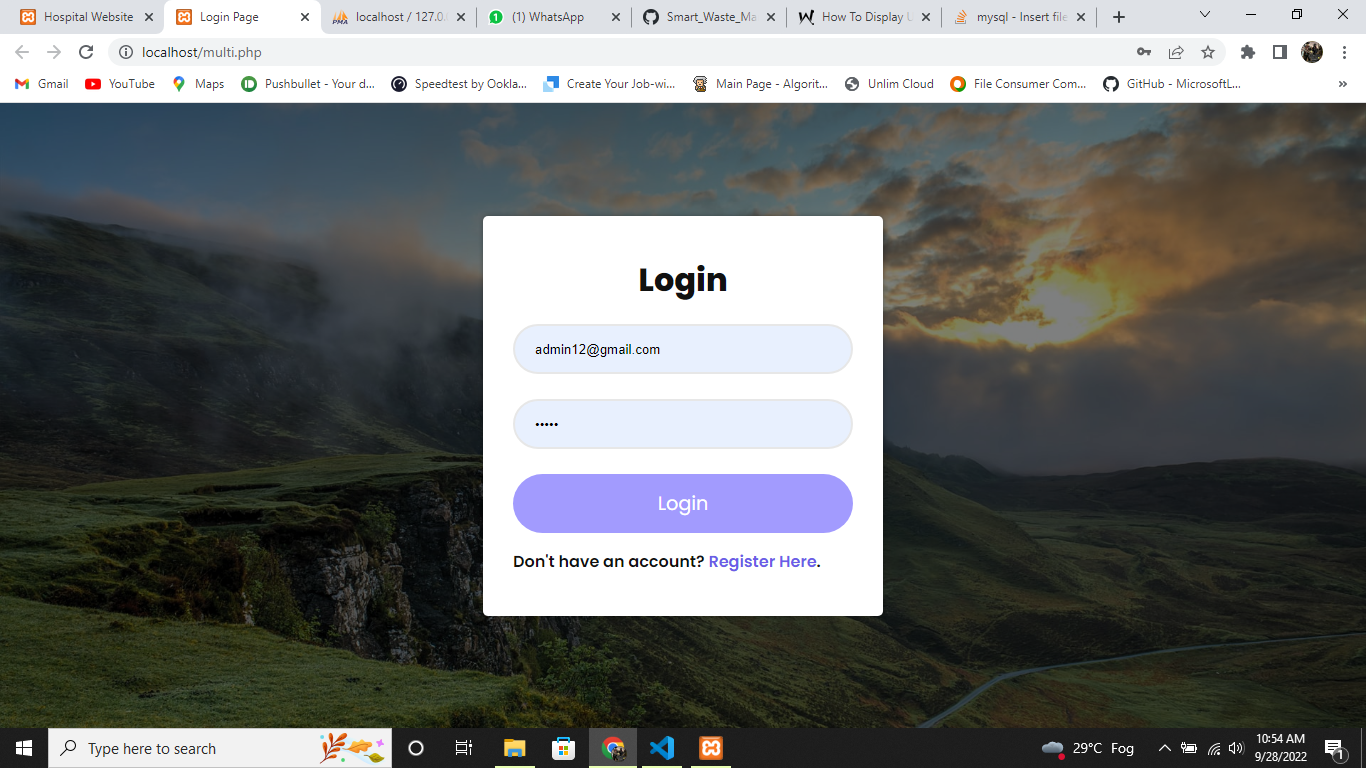 Hospital Website
Login Page
localhost / 127.0.
(1) WhatsApp
Smart_Waste_Ma
How To Display U
mysql - Insert file
localhost/multi.php
Gmail
YouTube
Maps
Pushbullet - Your d...
Speedtest by Ookla...
Create Your Job-wi...
Main Page - Algorit...
Unlim Cloud
File Consumer Com...
GitHub - MicrosoftL...
»
Login
admin12@gmail.com
•••••
Login
Don't have an account? Register Here.
Type here to search
29°C Fog
10:54 AM
9/28/2022
1